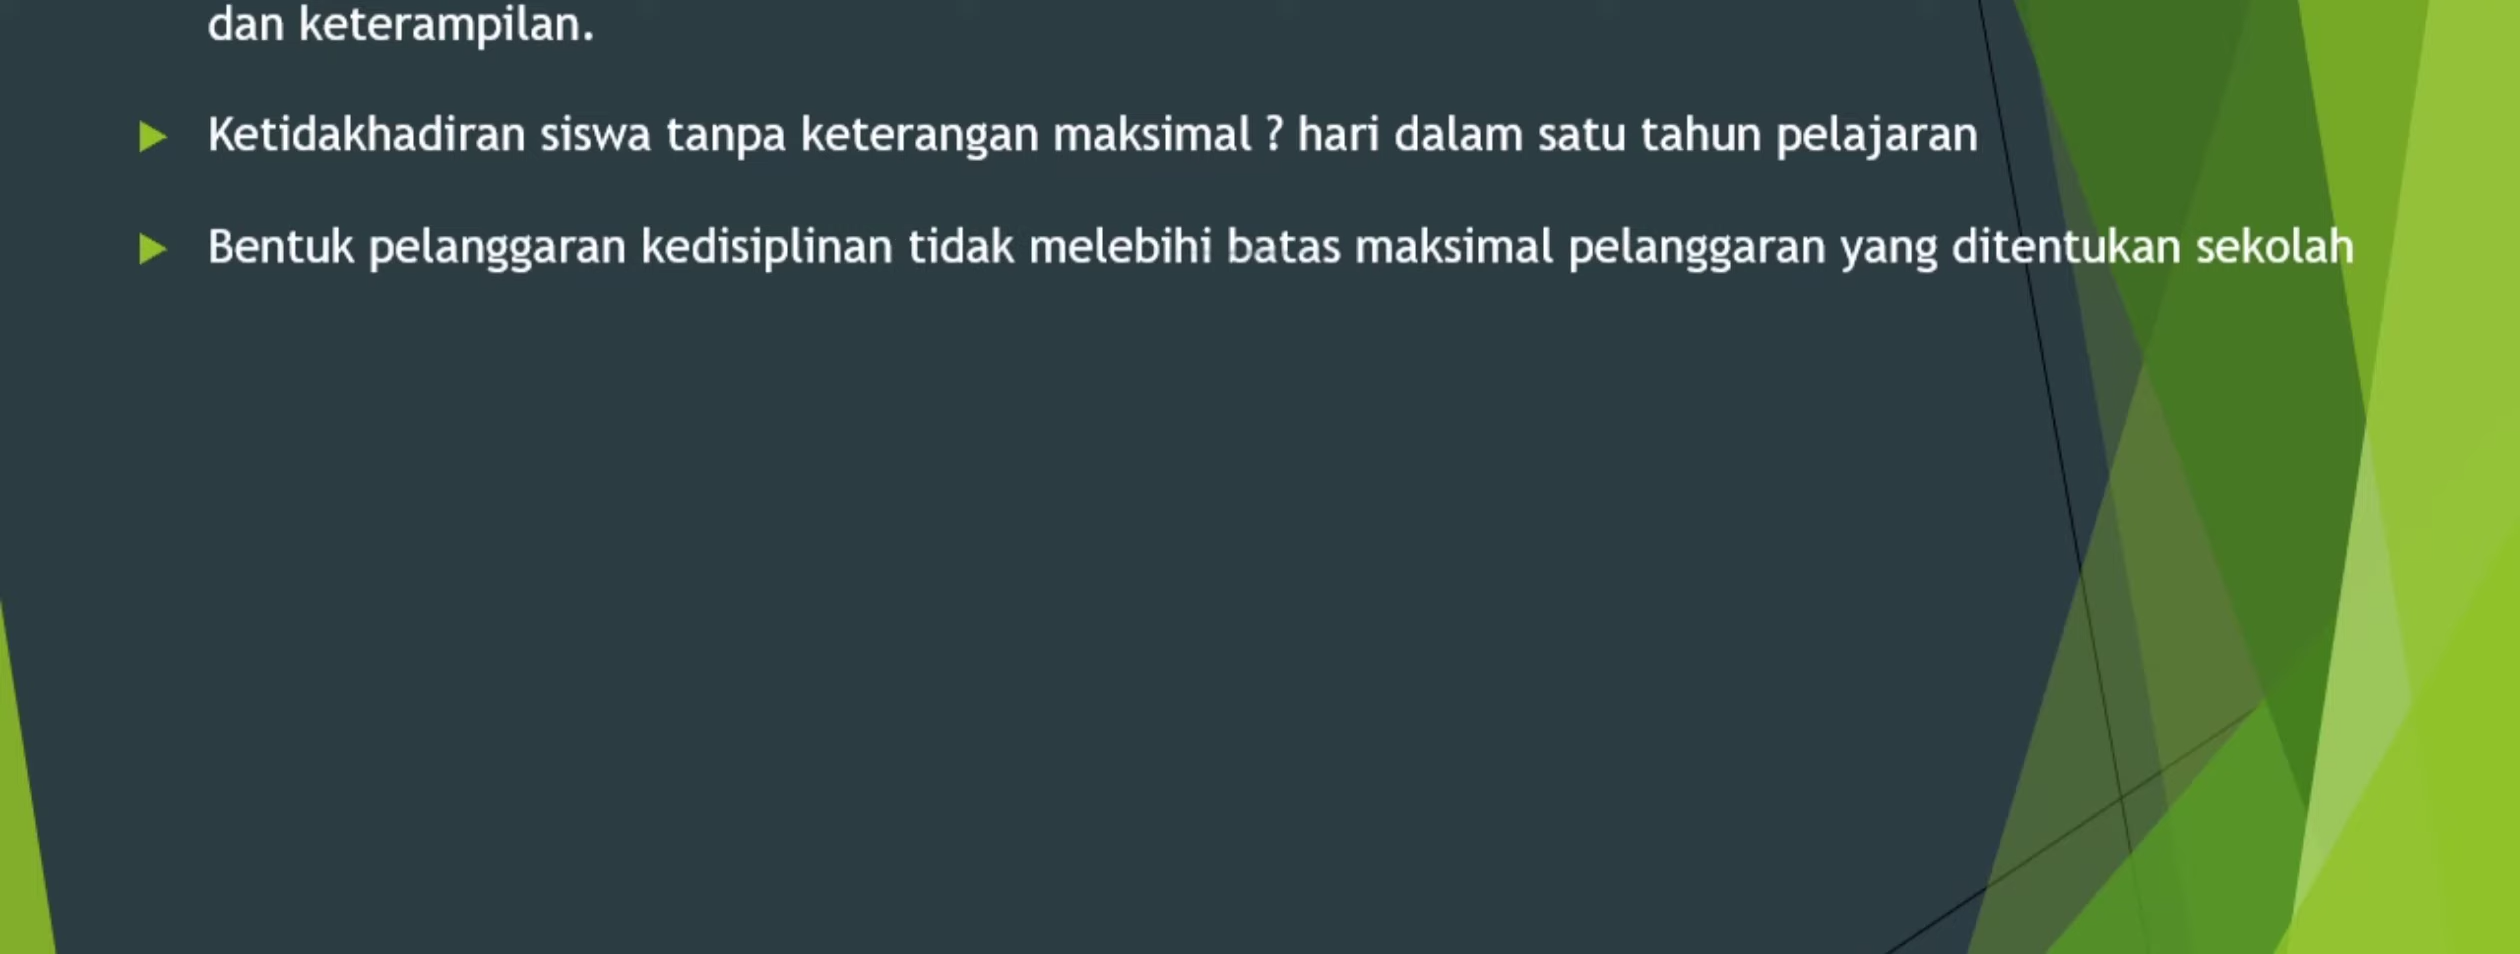 dan keterampilan.
Ketidakhadiran siswa tanpa keterangan maksimal ? hari dalam satu tahun pelajaran
Bentuk pelanggaran kedisiplinan tidak melebihi batas maksimal pelanggaran yang ditentukan sekolah